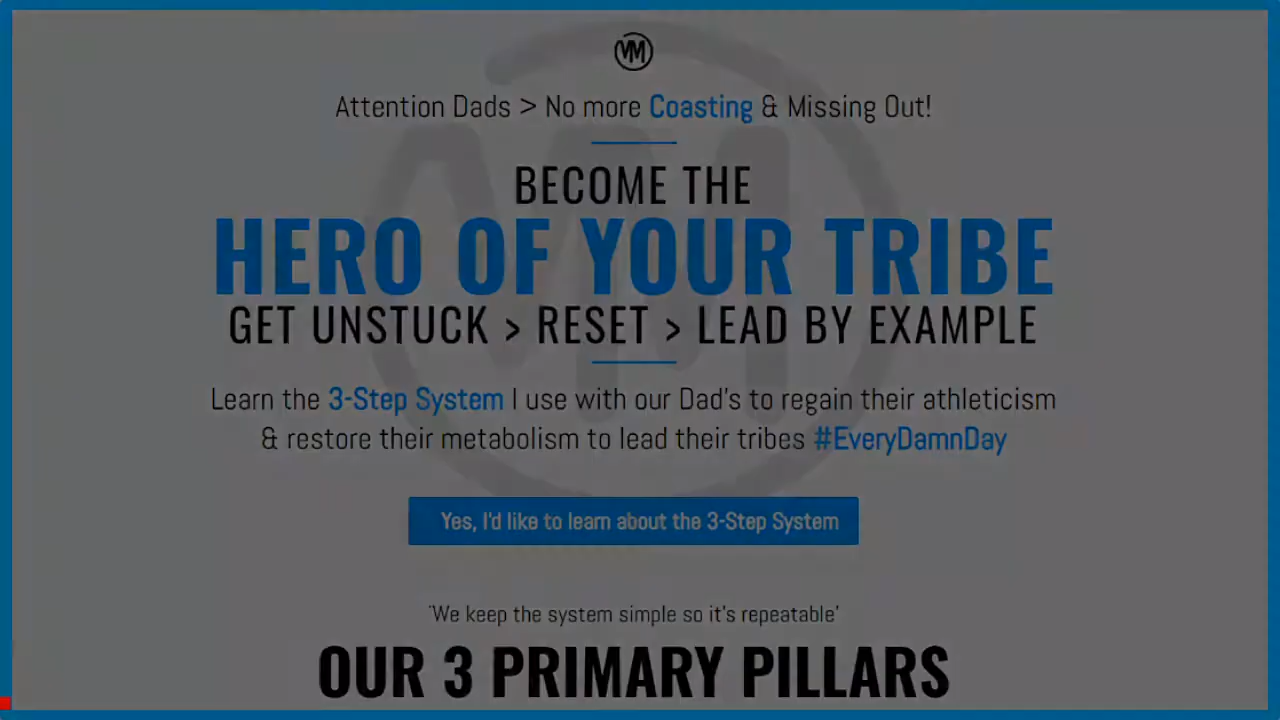 VM
Attention Dads > No more Coasting & Missing Out!
BECOME THE
HERO OF YOUR TRIBE
GET UNSTUCK > RESET > LEAD BY EXAMPLE
Learn the 3-Step System I use with our Dad's to regain their athleticism
& restore their metabolism to lead their tribes #EveryDamnDay
Yes, I'd like to learn about the 3-Step System
'We keep the system simple so it's repeatable'
OUR 3 PRIMARY PILLARS